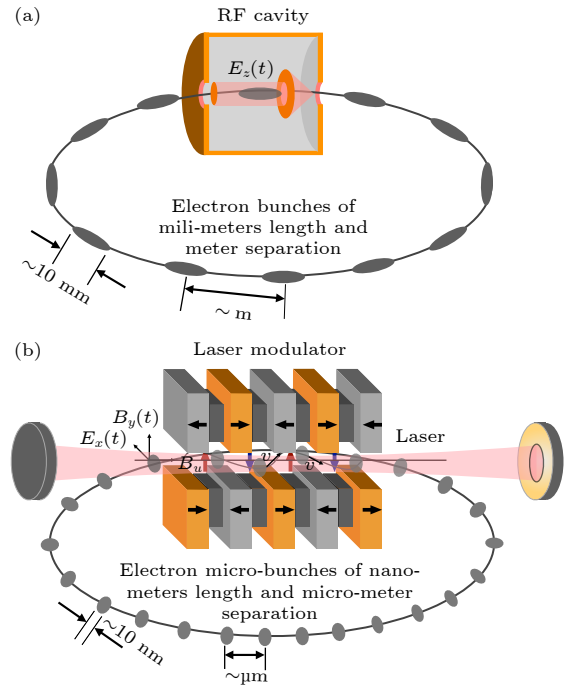 (a)
RF cavity
E_z(t)
Electron bunches of
mili-meters length and
meter separation
~10 mm
~ m
(b)
Laser modulator
B_y(t)
E_x(t)
Laser
B_u
v
v
Electron micro-bunches of nano-
meters length and micro-meter
separation
~10 nm
~μm